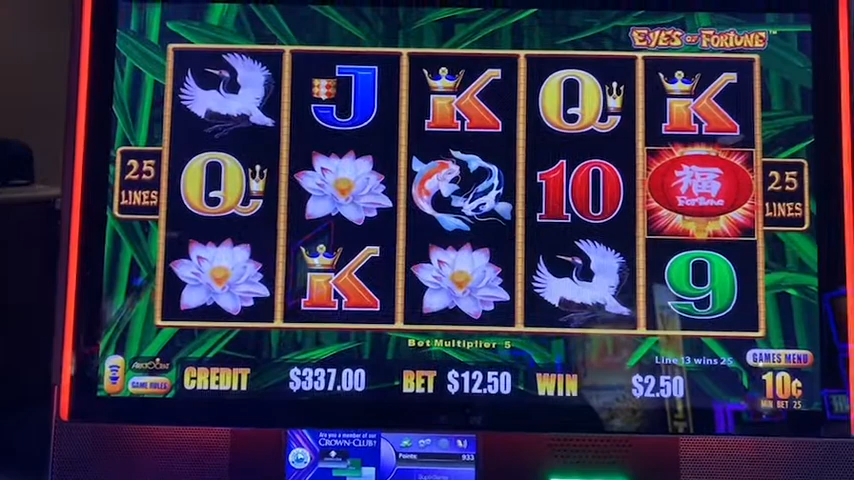 EYES OF FORTUNE™
J K Q K
25 LINES
Q 10 福 Fortune
25 LINES
K 9
Bet Multiplier 5
Line 13 wins 25
ARISTOCRAT
GAME RULES
CREDIT $337.00 BET $12.50 WIN $2.50
GAMES MENU
10¢
MIN BET 25
Are you a member of our
CROWN-CLUB?
Points: 933